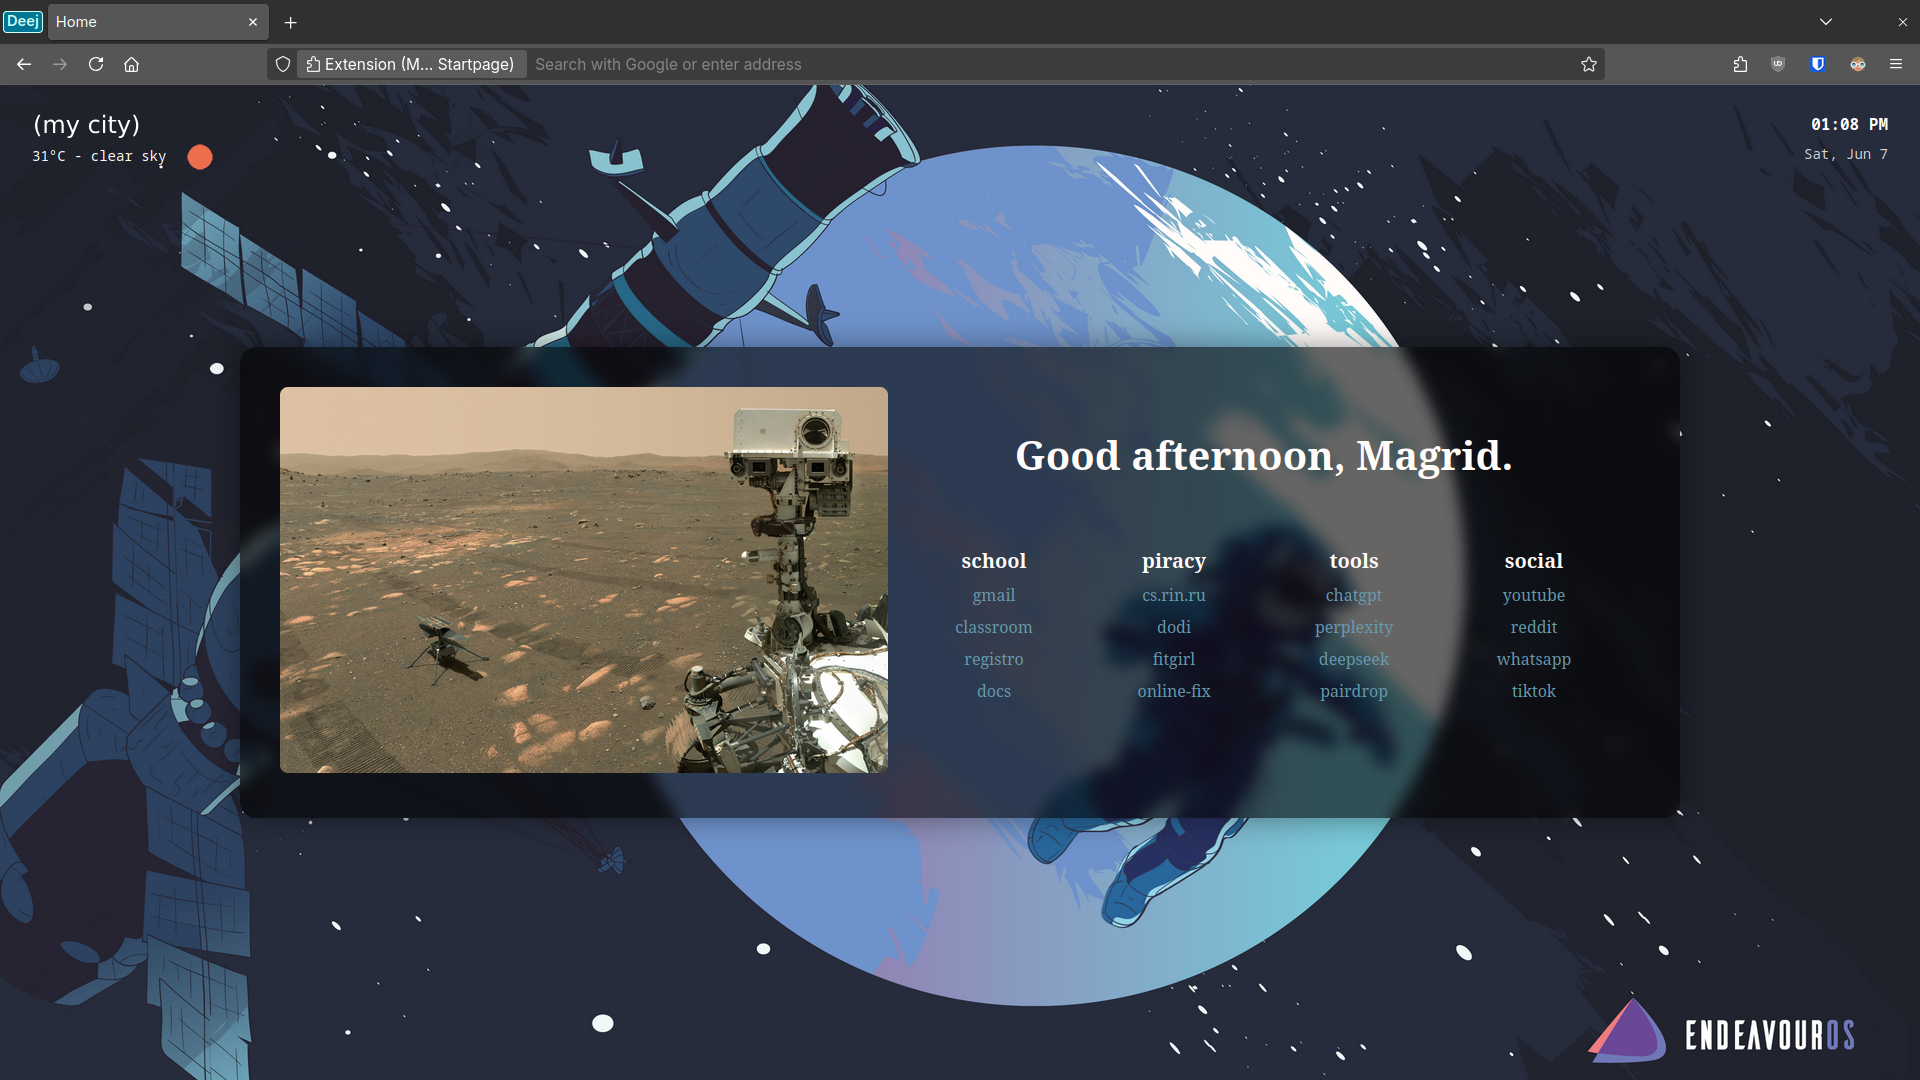 Deej
Home
Extension (M... Startpage)
Search with Google or enter address
(my city)
31°C - clear sky
01:08 PM
Sat, Jun 7
Good afternoon, Magrid.
school
gmail
classroom
registro
docs
piracy
cs.rin.ru
dodi
fitgirl
online-fix
tools
chatgpt
perplexity
deepseek
pairdrop
social
youtube
reddit
whatsapp
tiktok
ENDEAVOUROS